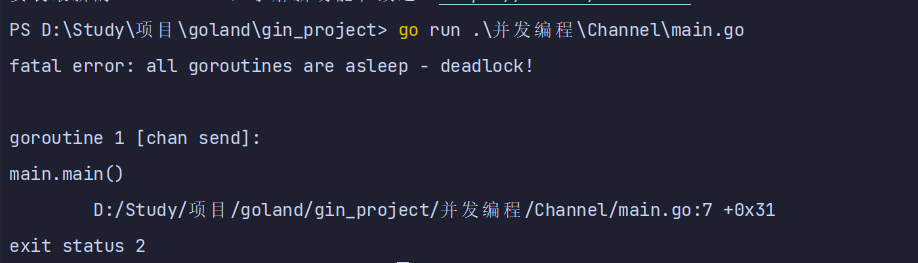 PS D:\Study\项目\goland\gin_project> go run .\并发编程\Channel\main.go
fatal error: all goroutines are asleep - deadlock!
goroutine 1 [chan send]:
main.main()
D:/Study/项目/goland/gin_project/并发编程/Channel/main.go:7 +0x31
exit status 2